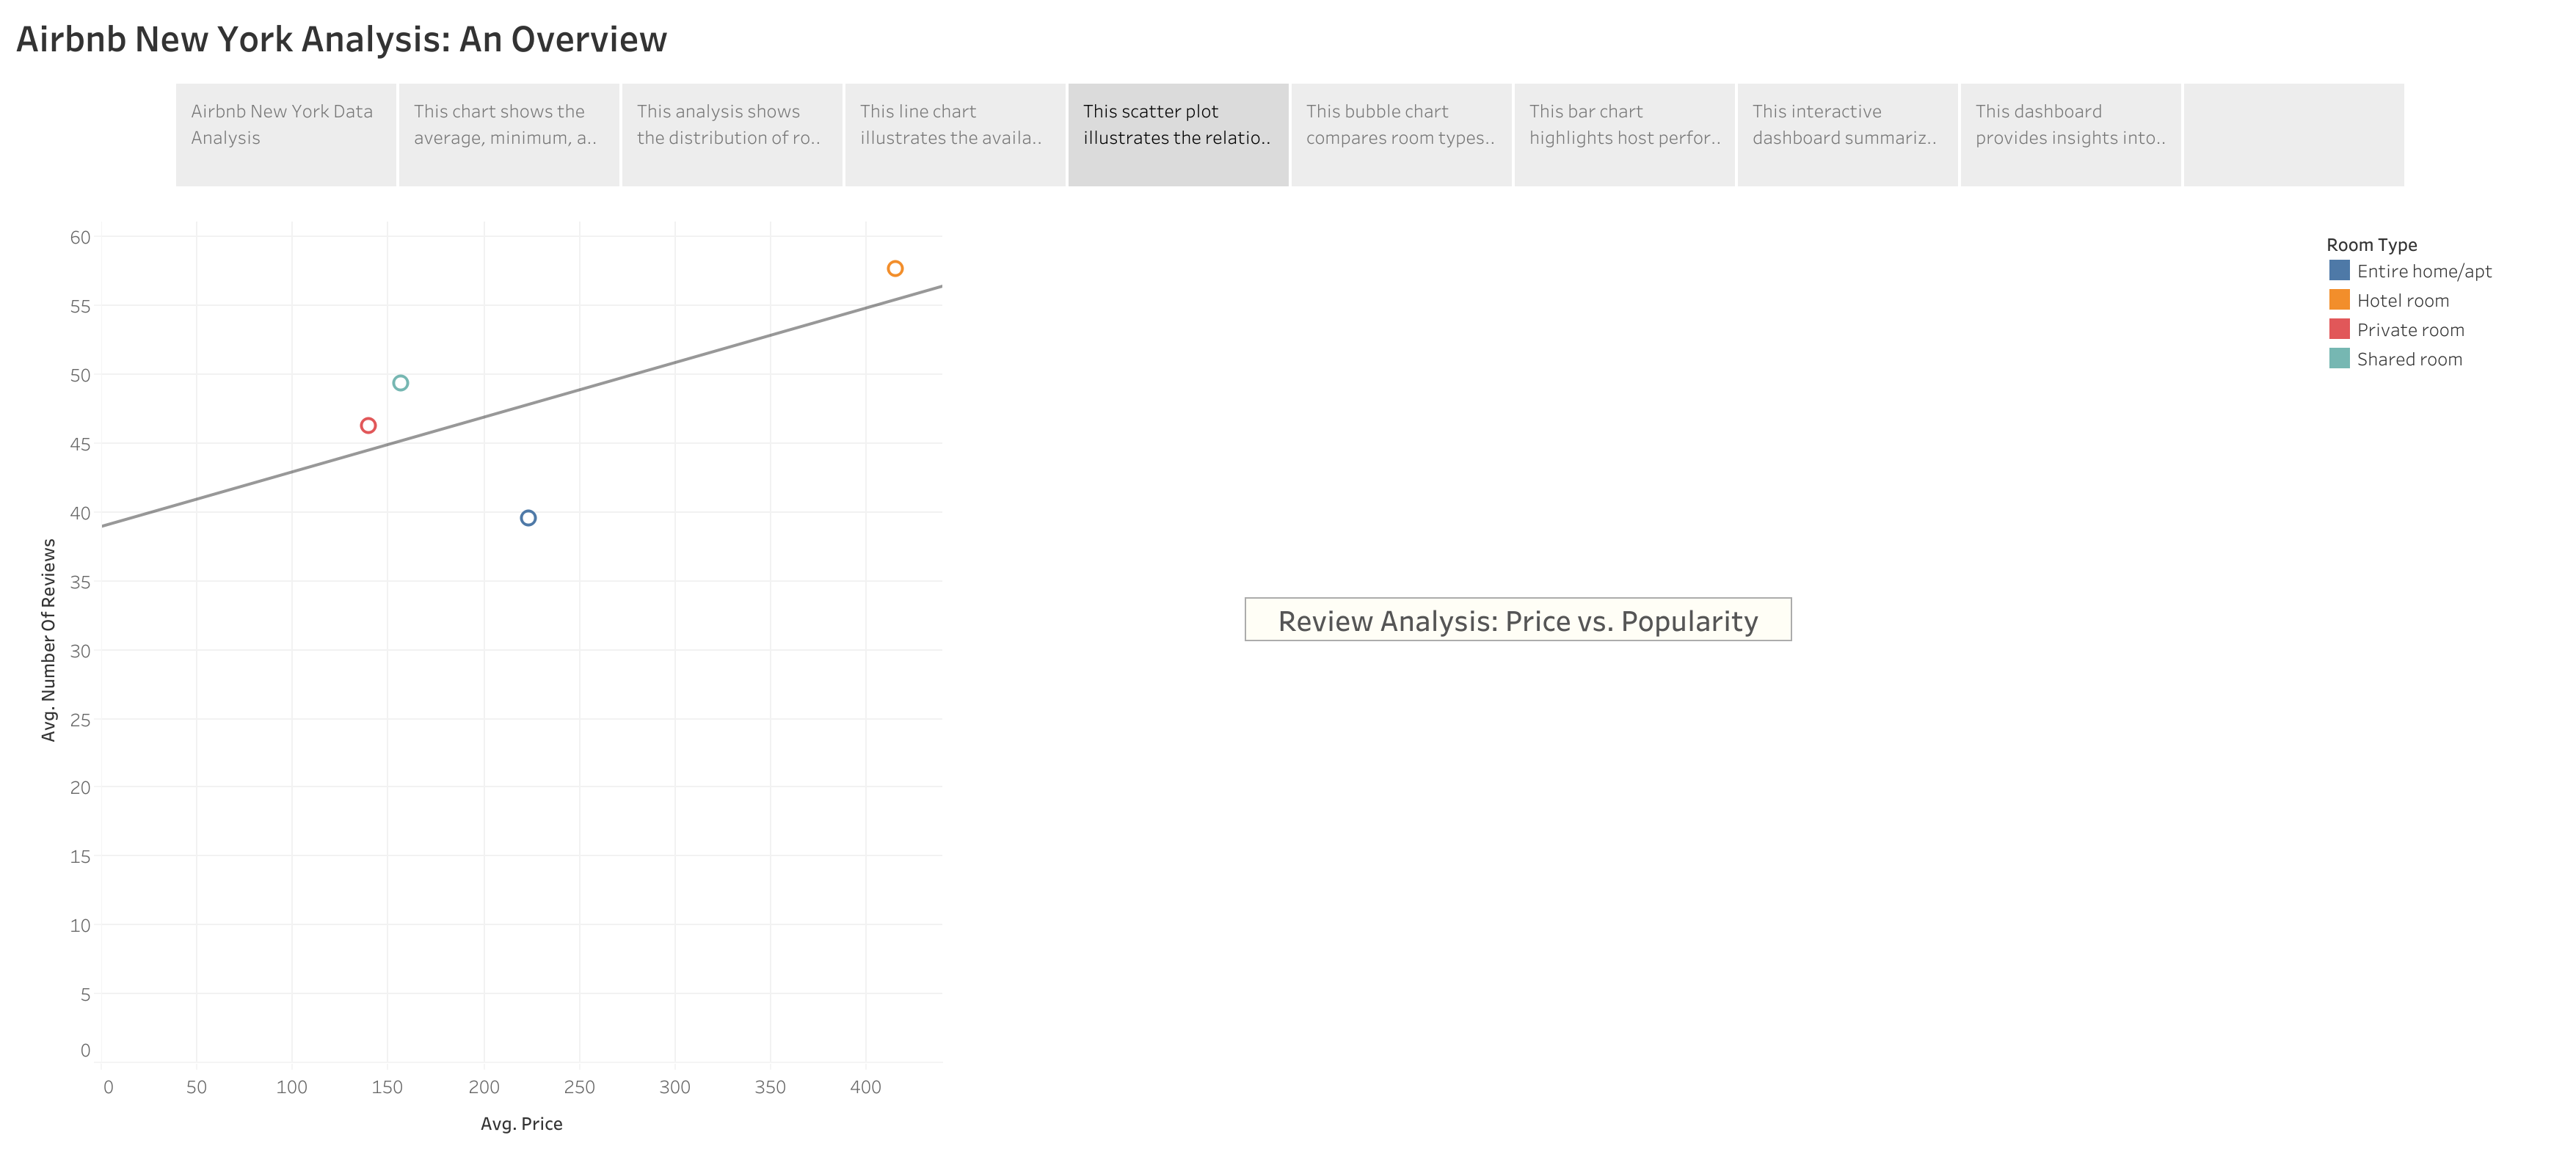 Airbnb New York Analysis: An Overview
Airbnb New York Data
Analysis
This chart shows the
average, minimum, a..
This analysis shows
the distribution of ro..
This line chart
illustrates the availa..
This scatter plot
illustrates the relatio..
This bubble chart
compares room types..
This bar chart
highlights host perfor..
This interactive
dashboard summariz..
This dashboard
provides insights into..
60
55
50
45
40
35
30
25
20
15
10
5
0
Avg. Number Of Reviews
0 50 100 150 200 250 300 350 400
Avg. Price
Review Analysis: Price vs. Popularity
Room Type
Entire home/apt
Hotel room
Private room
Shared room